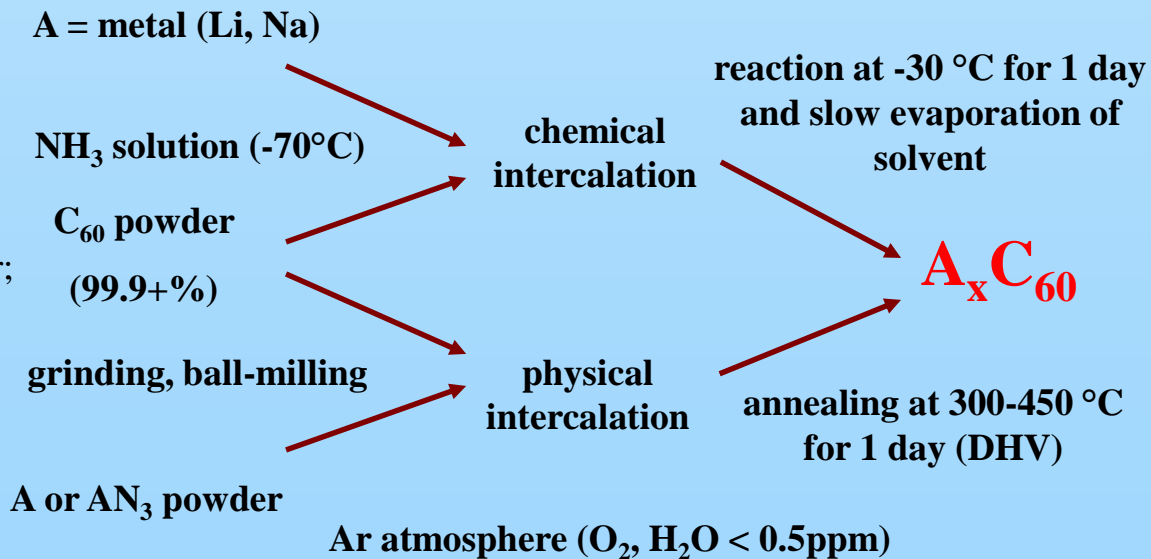 A = metal (Li, Na)
NH₃ solution (-70°C)
C₆₀ powder
(99.9+%)
r;
grinding, ball-milling
A or AN₃ powder
chemical
intercalation
physical
intercalation
reaction at -30 °C for 1 day
and slow evaporation of
solvent
AₓC₆₀
annealing at 300-450 °C
for 1 day (DHV)
Ar atmosphere (O₂, H₂O < 0.5ppm)